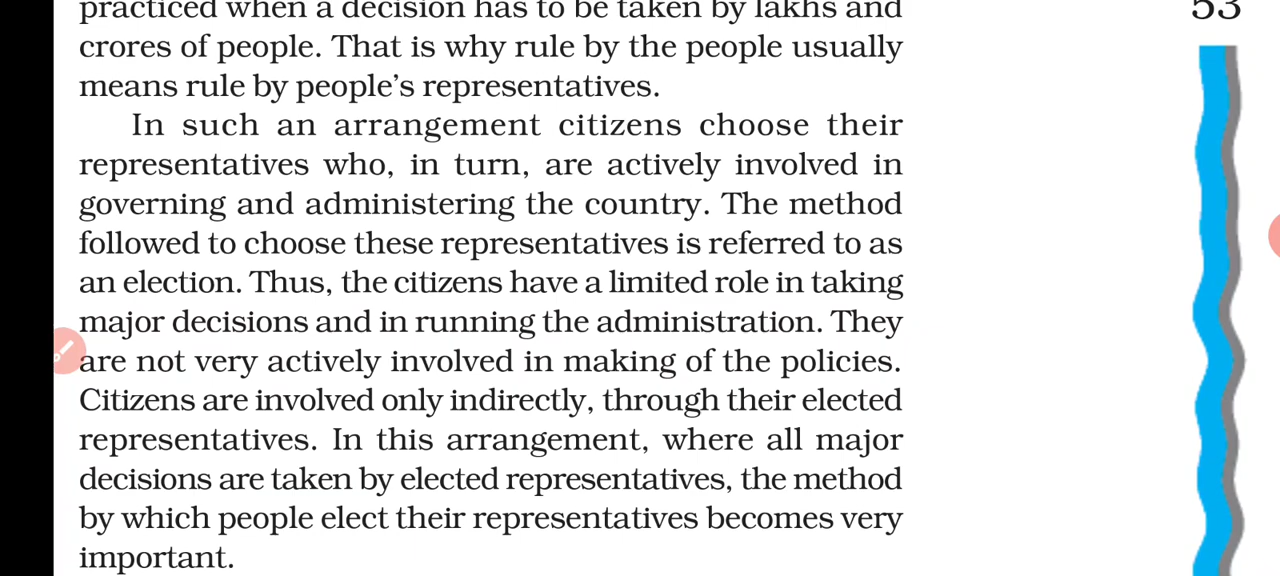 practiced when a decision has to be taken by lakhs and
53
crores of people. That is why rule by the people usually
means rule by people's representatives.
In such an arrangement citizens choose their
representatives who, in turn, are actively involved in
governing and administering the country. The method
followed to choose these representatives is referred to as
an election. Thus, the citizens have a limited role in taking
major decisions and in running the administration. They
are not very actively involved in making of the policies.
Citizens are involved only indirectly, through their elected
representatives. In this arrangement, where all major
decisions are taken by elected representatives, the method
by which people elect their representatives becomes very
important.